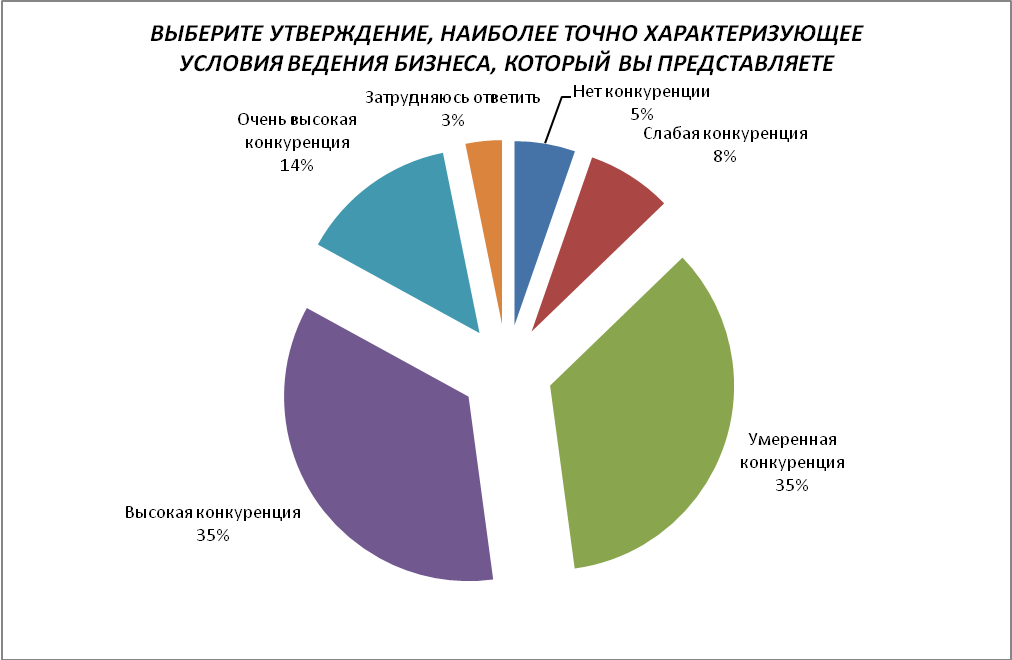 ВЫБЕРИТЕ УТВЕРЖДЕНИЕ, НАИБОЛЕЕ ТОЧНО ХАРАКТЕРИЗУЮЩЕЕ
УСЛОВИЯ ВЕДЕНИЯ БИЗНЕСА, КОТОРЫЙ ВЫ ПРЕДСТАВЛЯЕТЕ
Нет конкуренции
5%
Слабая конкуренция
8%
Умеренная
конкуренция
35%
Высокая конкуренция
35%
Очень высокая
конкуренция
14%
Затрудняюсь ответить
3%